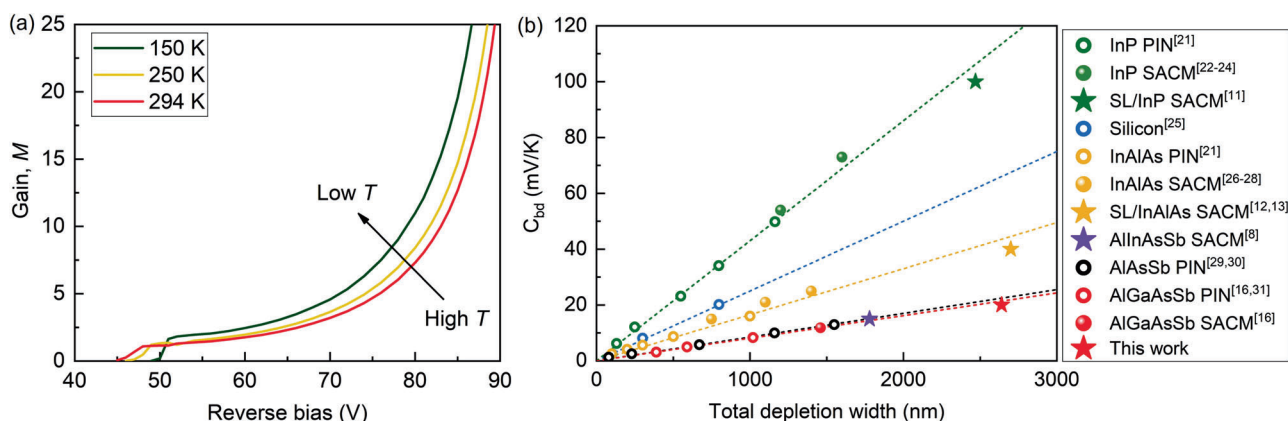 (a)
25
20
15
10
5
0
Gain, M
150 K
250 K
294 K
Low T
High T
40 50 60 70 80 90
Reverse bias (V)
(b)
120
100
80
60
40
20
0
C_bd (mV/K)
0 1000 2000 3000
Total depletion width (nm)
InP PIN[21]
InP SACM[22-24]
SL/InP SACM[11]
Silicon[25]
InAlAs PIN[21]
InAlAs SACM[26-28]
SL/InAlAs SACM[12,13]
AlInAsSb SACM[8]
AlAsSb PIN[29,30]
AlGaAsSb PIN[16,31]
AlGaAsSb SACM[16]
This work